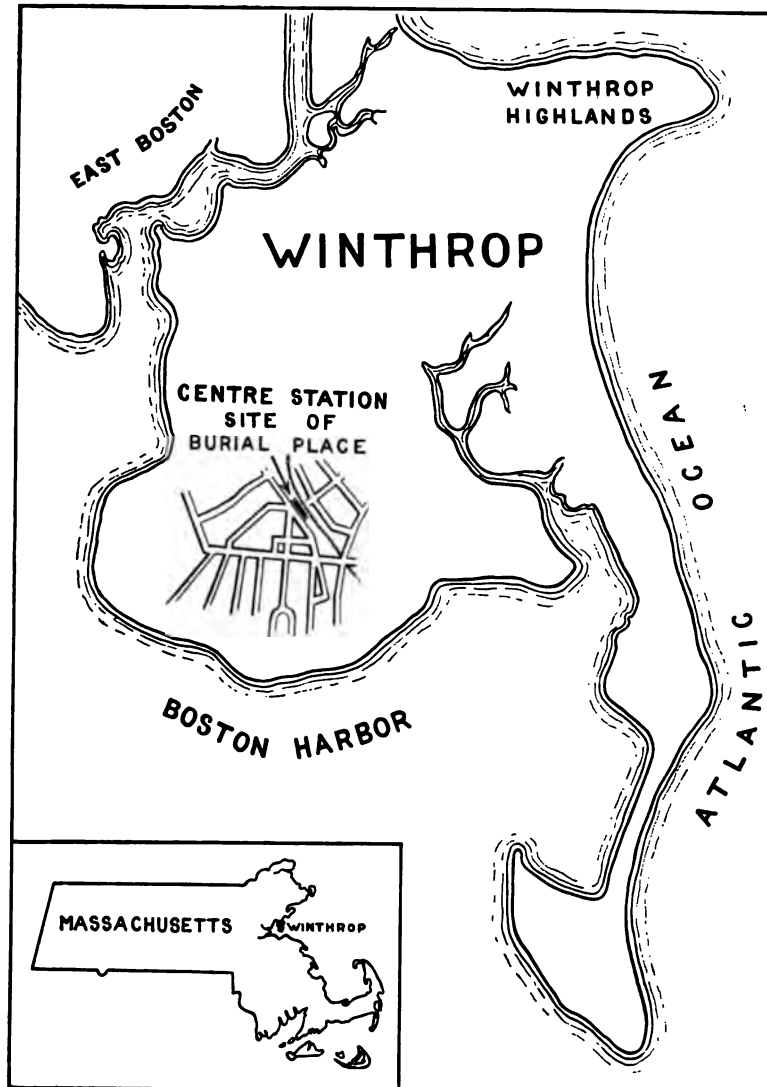 WINTHROP
HIGHLANDS
EAST BOSTON
WINTHROP
CENTRE STATION
SITE OF
BURIAL PLACE
ATLANTIC OCEAN
BOSTON HARBOR
MASSACHUSETTS
WINTHROP